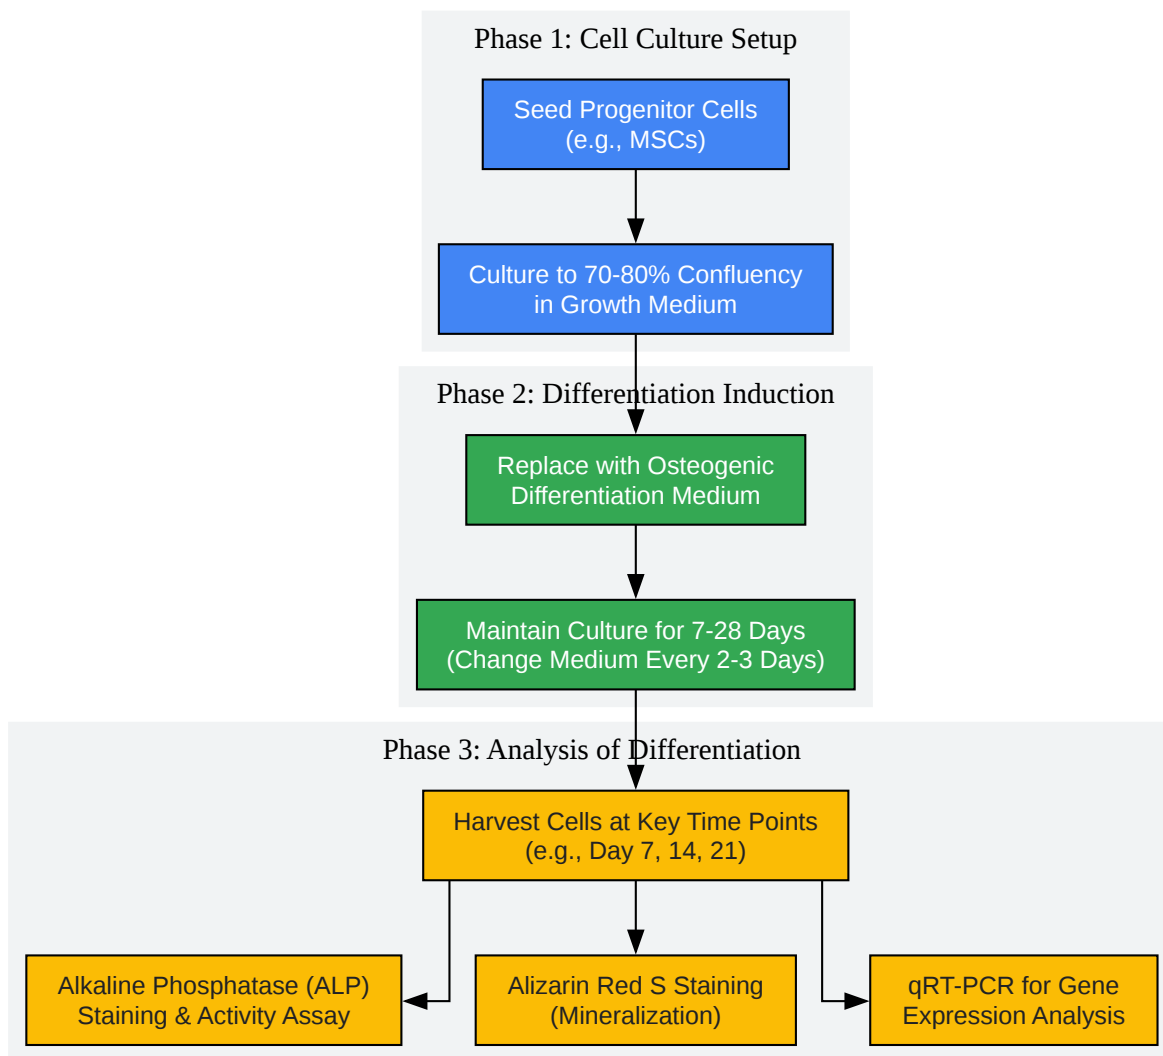 Phase 1: Cell Culture Setup
Seed Progenitor Cells
(e.g., MSCs)
Culture to 70-80% Confluency
in Growth Medium
Phase 2: Differentiation Induction
Replace with Osteogenic
Differentiation Medium
Maintain Culture for 7-28 Days
(Change Medium Every 2-3 Days)
Phase 3: Analysis of Differentiation
Harvest Cells at Key Time Points
(e.g., Day 7, 14, 21)
Alkaline Phosphatase (ALP)
Staining & Activity Assay
Alizarin Red S Staining
(Mineralization)
qRT-PCR for Gene
Expression Analysis